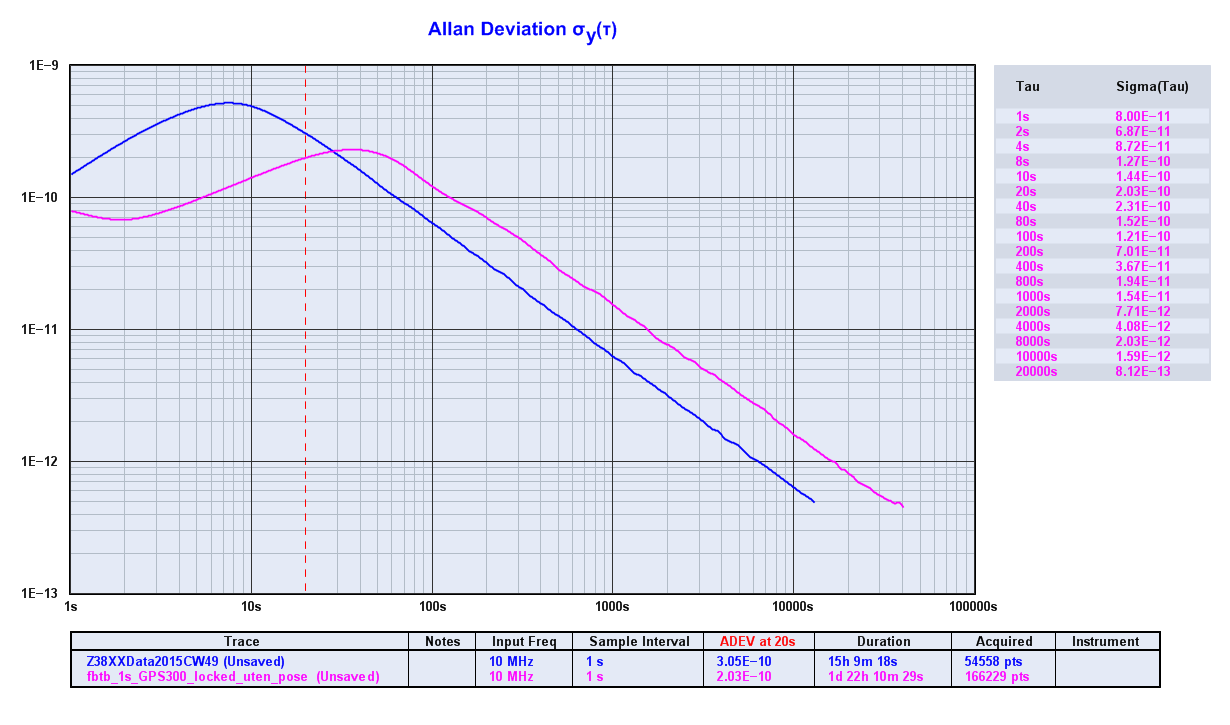 Allan Deviation σy(τ)
1E−9
1E−10
1E−11
1E−12
1E−13
1s 10s 100s 1000s 10000s 100000s
Tau Sigma(Tau)
1s 8.00E−11
2s 6.87E−11
4s 8.72E−11
8s 1.27E−10
10s 1.44E−10
20s 2.03E−10
40s 2.31E−10
80s 1.52E−10
100s 1.21E−10
200s 7.01E−11
400s 3.67E−11
800s 1.94E−11
1000s 1.54E−11
2000s 7.71E−12
4000s 4.08E−12
8000s 2.03E−12
10000s 1.59E−12
20000s 8.12E−13
Trace Notes Input Freq Sample Interval ADEV at 20s Duration Acquired Instrument
Z38XXData2015CW49 (Unsaved) 10 MHz 1 s 3.05E−10 15h 9m 18s 54558 pts
fbtb_1s_GPS300_locked_uten_pose (Unsaved) 10 MHz 1 s 2.03E−10 1d 22h 10m 29s 166229 pts